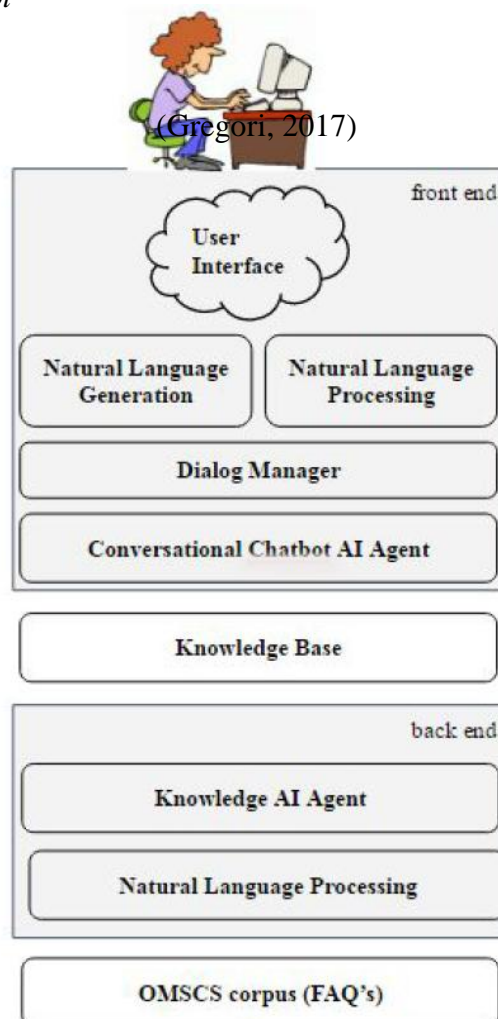 (Gregori, 2017)
front end
User
Interface
Natural Language
Generation
Natural Language
Processing
Dialog Manager
Conversational Chatbot AI Agent
Knowledge Base
back end
Knowledge AI Agent
Natural Language Processing
OMSCS corpus (FAQ's)